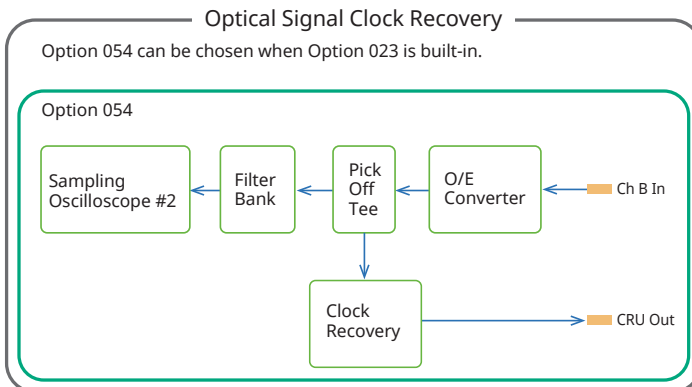 Optical Signal Clock Recovery
Option 054 can be chosen when Option 023 is built-in.
Option 054
Sampling
Oscilloscope #2
Filter
Bank
Pick
Off
Tee
O/E
Converter
Ch B In
Clock
Recovery
CRU Out